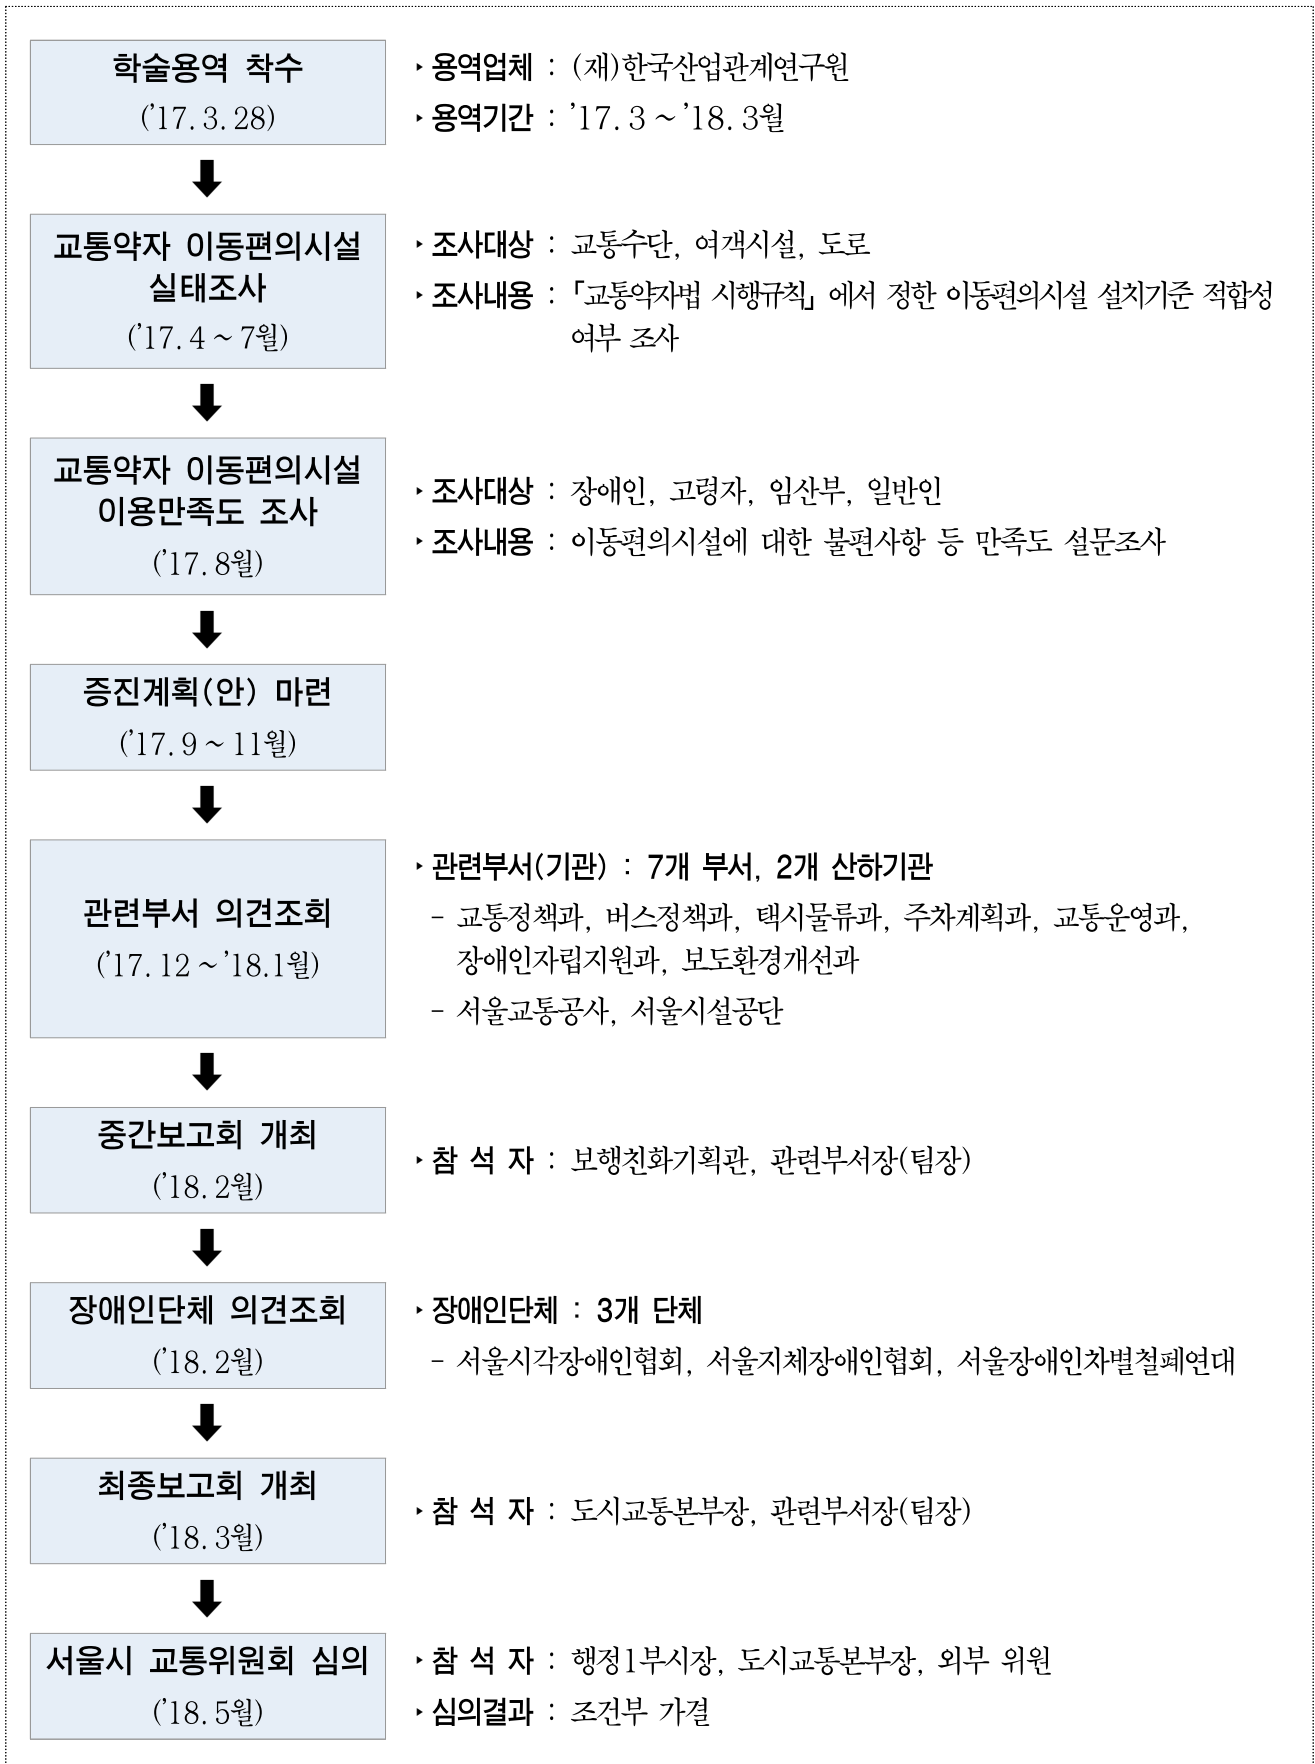 학술용역 착수
('17. 3. 28)
‣ 용역업체 : (재)한국산업관계연구원
‣ 용역기간 : '17. 3 ~ '18. 3월
교통약자 이동편의시설
실태조사
('17. 4 ~ 7월)
‣ 조사대상 : 교통수단, 여객시설, 도로
‣ 조사내용 : 「교통약자법 시행규칙」에서 정한 이동편의시설 설치기준 적합성
여부 조사
교통약자 이동편의시설
이용만족도 조사
('17. 8월)
‣ 조사대상 : 장애인, 고령자, 임산부, 일반인
‣ 조사내용 : 이동편의시설에 대한 불편사항 등 만족도 설문조사
증진계획(안) 마련
('17. 9 ~ 11월)
관련부서 의견조회
('17. 12 ~ '18.1월)
‣ 관련부서(기관) : 7개 부서, 2개 산하기관
- 교통정책과, 버스정책과, 택시물류과, 주차계획과, 교통운영과,
장애인자립지원과, 보도환경개선과
- 서울교통공사, 서울시설공단
중간보고회 개최
('18. 2월)
‣ 참 석 자 : 보행친화기획관, 관련부서장(팀장)
장애인단체 의견조회
('18. 2월)
‣ 장애인단체 : 3개 단체
- 서울시각장애인협회, 서울지체장애인협회, 서울장애인차별철폐연대
최종보고회 개최
('18. 3월)
‣ 참 석 자 : 도시교통본부장, 관련부서장(팀장)
서울시 교통위원회 심의
('18. 5월)
‣ 참 석 자 : 행정1부시장, 도시교통본부장, 외부 위원
‣ 심의결과 : 조건부 가결